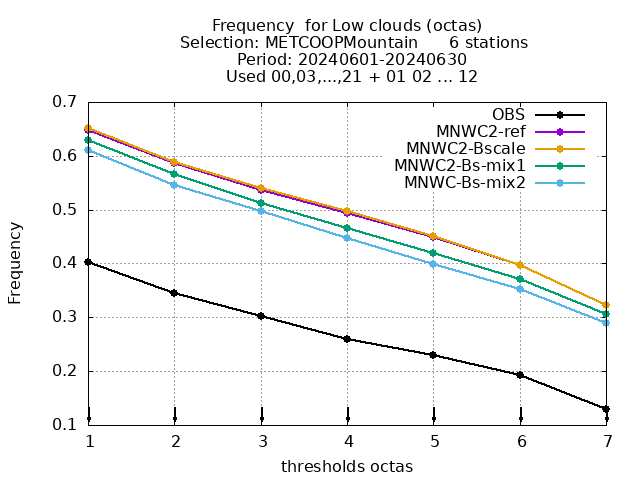 Frequency  for Low clouds (octas)
Selection: METCOOPMountain      6 stations
Period: 20240601-20240630
Used 00,03,...,21 + 01 02 ... 12
0.7
0.6
0.5
0.4
0.3
0.2
0.1
Frequency
OBS
MNWC2-ref
MNWC2-Bscale
MNWC2-Bs-mix1
MNWC-Bs-mix2
1 2 3 4 5 6 7
thresholds octas